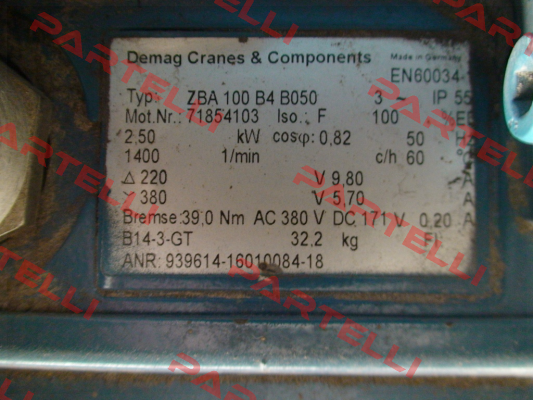 Demag Cranes & Components Made in Germany
EN60034-
Typ: ZBA 100 B4 B050 3 ~ IP 55
Mot.Nr.: 71854103 Iso.: F 100 %ED
2,50 kW cosφ: 0,82 50 Hz
1400 1/min c/h 60 °C
Δ 220 V 9,80 A
380 V 5,70 A
Bremse: 39,0 Nm AC 380 V DC 171 V 0,20 A
B14-3-GT 32,2 kg
ANR: 939614-16010084-18
PARTELLI
PARTELLI
PARTELLI
PARTELLI
PARTELLI